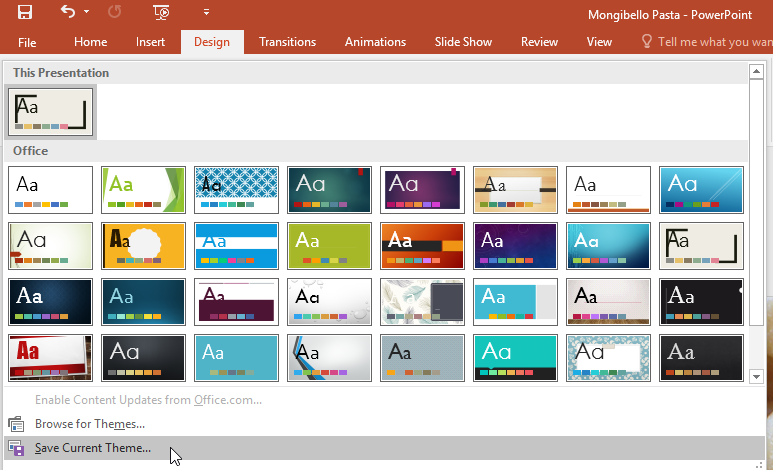 Mongibello Pasta - PowerPoint
File Home Insert Design Transitions Animations Slide Show Review View Tell me what you wan
This Presentation
Aa
Office
Aa Aa Aa Aa Aa Aa Aa Aa
Aa Aa Aa Aa Aa Aa Aa Aa
Aa Aa Aa Aa Aa Aa Aa Aa
Aa Aa Aa Aa Aa Aa Aa Aa
Enable Content Updates from Office.com...
Browse for Themes...
Save Current Theme...